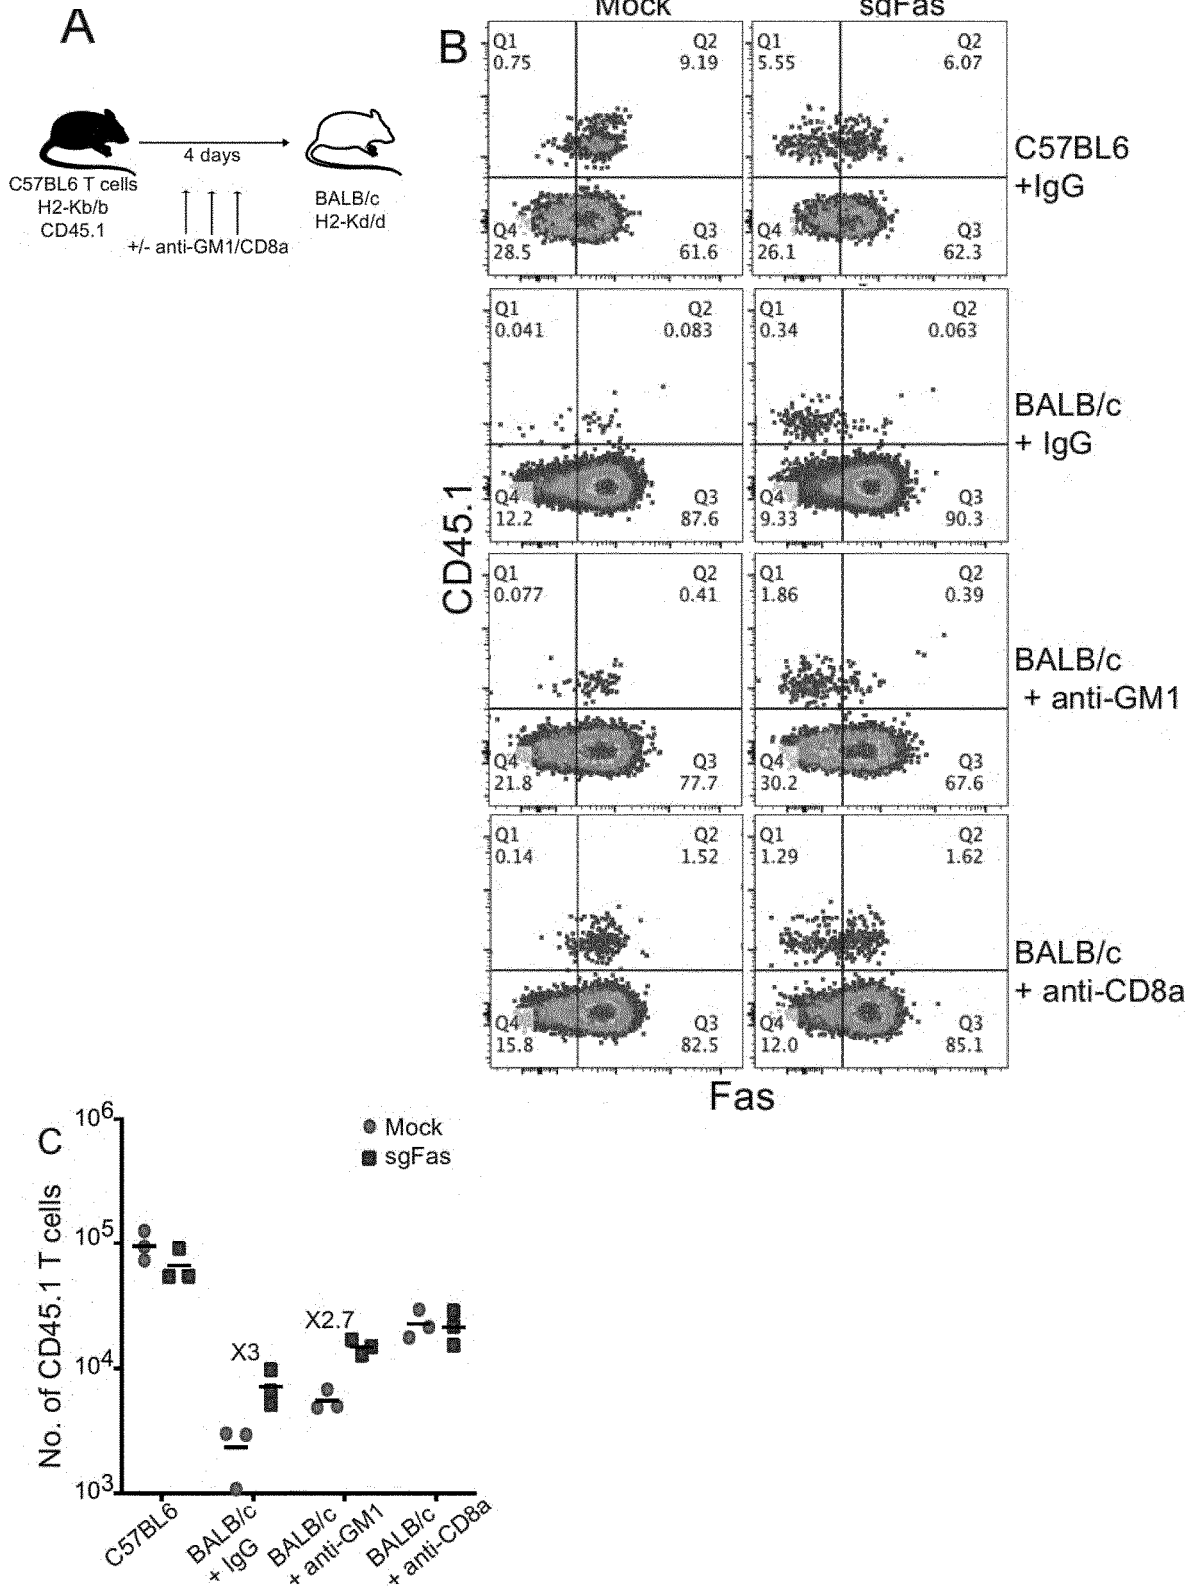 A
4 days
C57BL6 T cells
H2-Kb/b
CD45.1
+/- anti-GM1/CD8a
BALB/c
H2-Kd/d
B
Mock
sgFas
Q1
0.75
Q2
9.19
Q4
28.5
Q3
61.6
Q1
5.55
Q2
6.07
Q4
26.1
Q3
62.3
C57BL6
+IgG
Q1
0.041
Q2
0.083
Q4
12.2
Q3
87.6
Q1
0.34
Q2
0.063
Q4
9.33
Q3
90.3
BALB/c
+ IgG
Q1
0.077
Q2
0.41
Q4
21.8
Q3
77.7
Q1
1.86
Q2
0.39
Q4
30.2
Q3
67.6
BALB/c
+ anti-GM1
Q1
0.14
Q2
1.52
Q4
15.8
Q3
82.5
Q1
1.29
Q2
1.62
Q4
12.0
Q3
85.1
BALB/c
+ anti-CD8a
CD45.1
Fas
C
Mock
sgFas
No. of CD45.1 T cells
10^6
10^5
10^4
10^3
X3
X2.7
C57BL6
BALB/c
+ IgG
BALB/c
+ anti-GM1
BALB/c
+ anti-CD8a